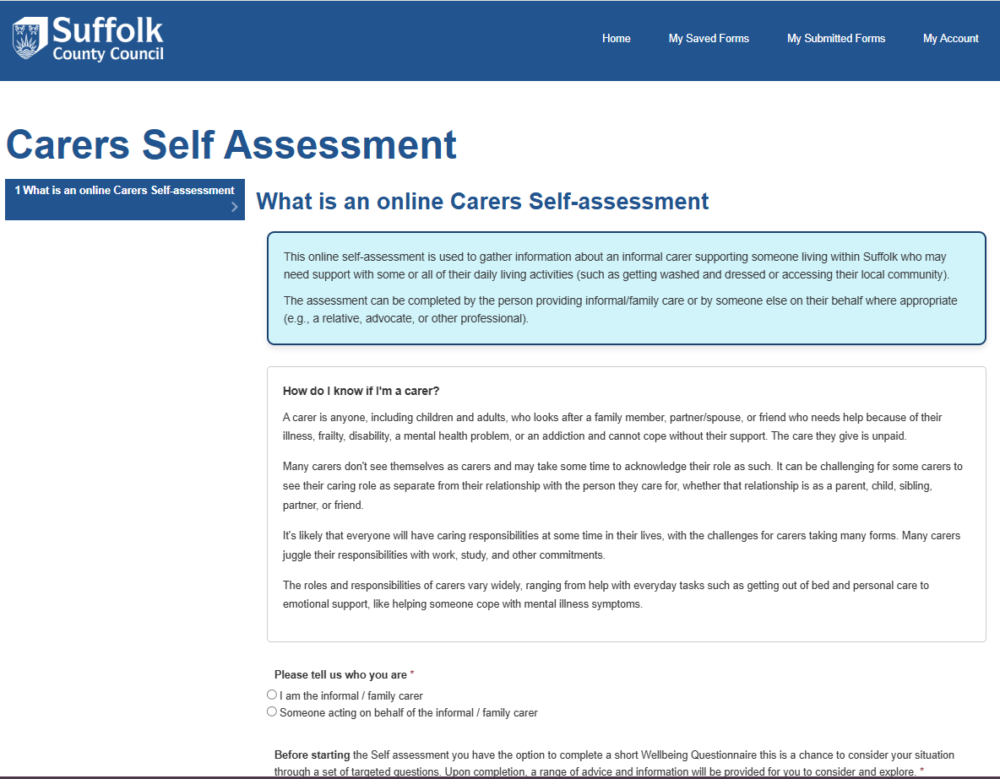 Suffolk
County Council
Home
My Saved Forms
My Submitted Forms
My Account
Carers Self Assessment
1 What is an online Carers Self-assessment
What is an online Carers Self-assessment
This online self-assessment is used to gather information about an informal carer supporting someone living within Suffolk who may
need support with some or all of their daily living activities (such as getting washed and dressed or accessing their local community).
The assessment can be completed by the person providing informal/family care or by someone else on their behalf where appropriate
(e.g., a relative, advocate, or other professional).
How do I know if I'm a carer?
A carer is anyone, including children and adults, who looks after a family member, partner/spouse, or friend who needs help because of their
illness, frailty, disability, a mental health problem, or an addiction and cannot cope without their support. The care they give is unpaid.
Many carers don't see themselves as carers and may take some time to acknowledge their role as such. It can be challenging for some carers to
see their caring role as separate from their relationship with the person they care for, whether that relationship is as a parent, child, sibling,
partner, or friend.
It's likely that everyone will have caring responsibilities at some time in their lives, with the challenges for carers taking many forms. Many carers
juggle their responsibilities with work, study, and other commitments.
The roles and responsibilities of carers vary widely, ranging from help with everyday tasks such as getting out of bed and personal care to
emotional support, like helping someone cope with mental illness symptoms.
Please tell us who you are *
I am the informal / family carer
Someone acting on behalf of the informal / family carer
Before starting the Self assessment you have the option to complete a short Wellbeing Questionnaire this is a chance to consider your situation
through a set of targeted questions. Upon completion, a range of advice and information will be provided for you to consider and explore. *